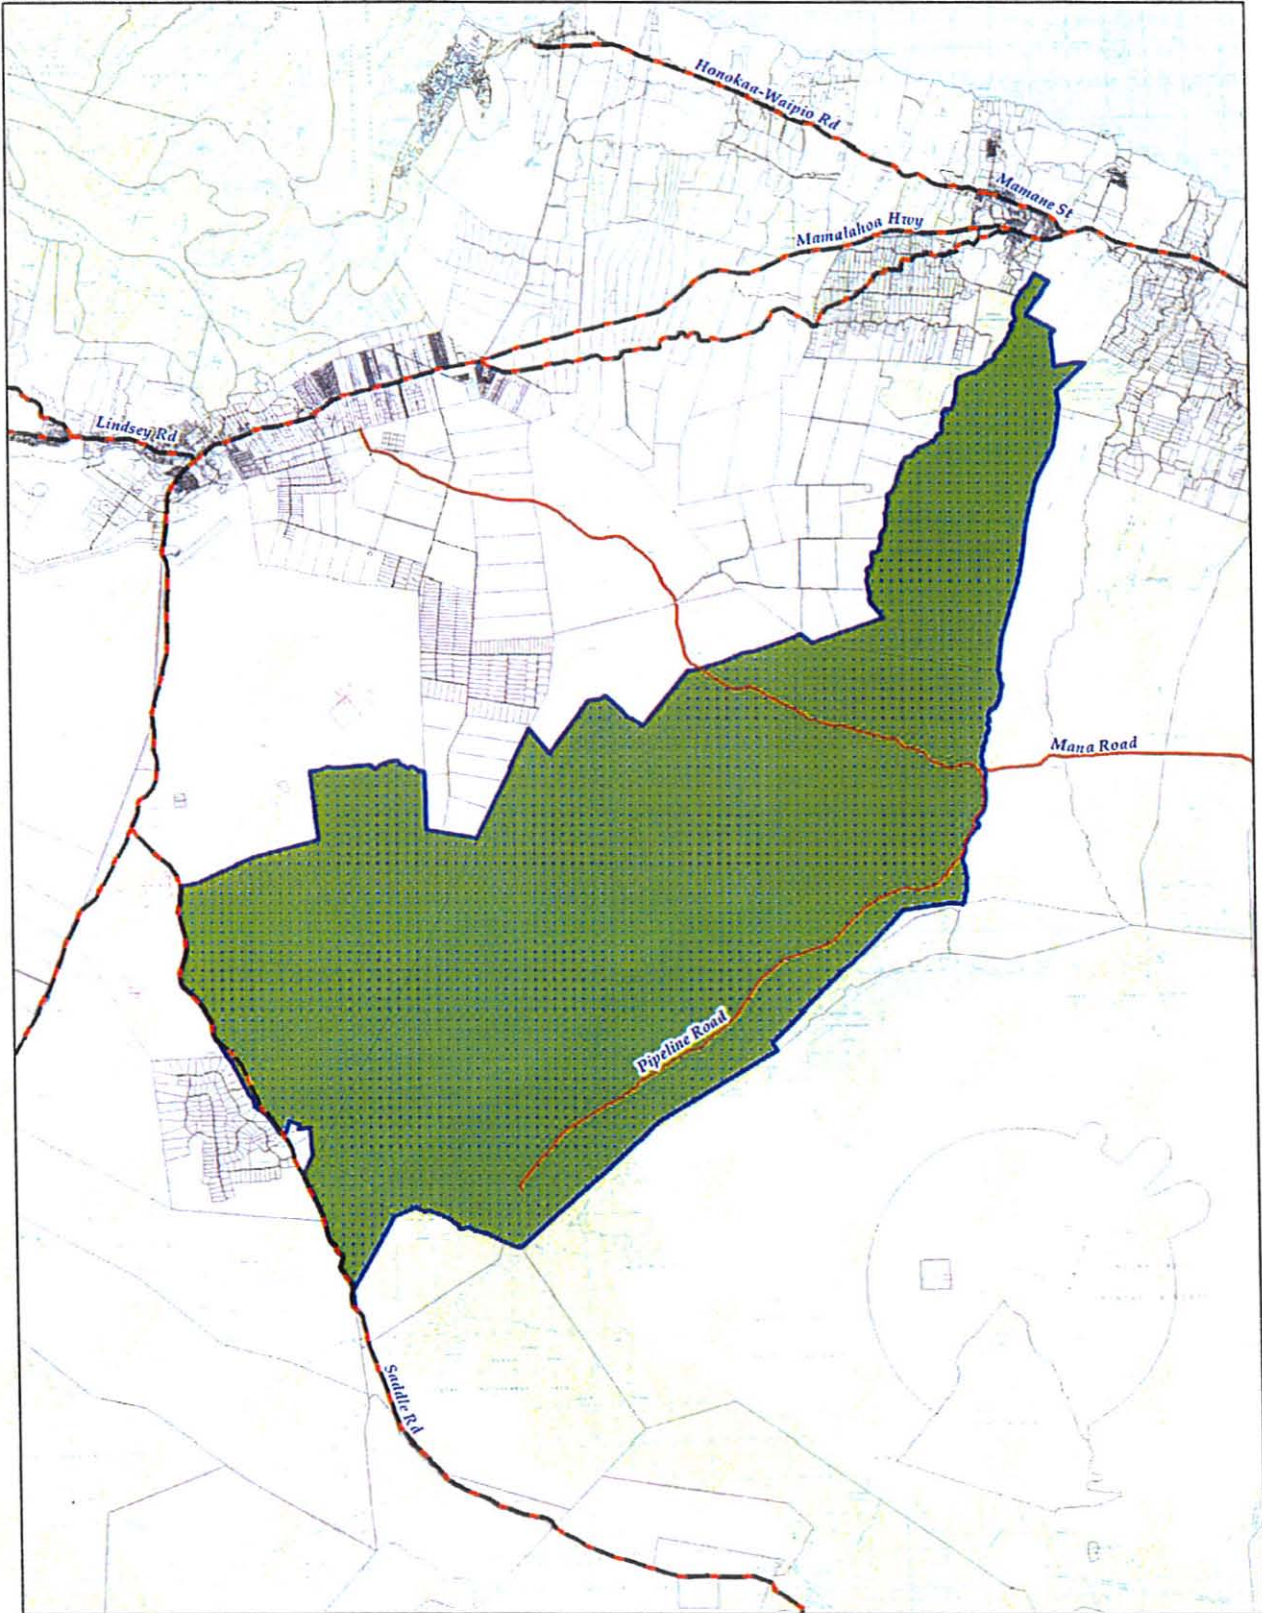 Honokaa-Waipio Rd
Mamane St
Mamalahoa Hwy
Lindsey Rd
Mana Road
Pipeline Road
Saddle Rd